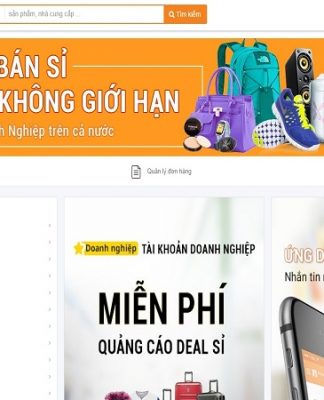 sản phẩm, nhà cung cấp ...
Tìm kiếm
BÁN SỈ
KHÔNG GIỚI HẠN
h Nghiệp trên cả nước
Quản lý đơn hàng
Doanh nghiệp TÀI KHOẢN DOANH NGHIỆP
MIỄN PHÍ
QUẢNG CÁO DEAL SỈ
ỨNG D
Nhắn tin